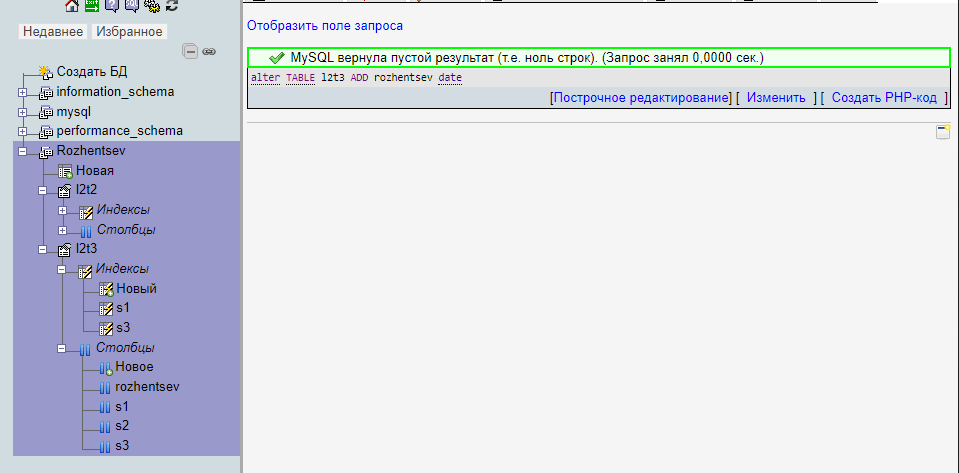 Недавнее Избранное
Создать БД
information_schema
mysql
performance_schema
Rozhentsev
Новая
l2t2
Индексы
Столбцы
l2t3
Индексы
Новый
s1
s3
Столбцы
Новое
rozhentsev
s1
s2
s3
Отобразить поле запроса
MySQL вернула пустой результат (т.е. ноль строк). (Запрос занял 0,0000 сек.)
alter TABLE l2t3 ADD rozhentsev date
[Построчное редактирование] [ Изменить ] [ Создать PHP-код ]